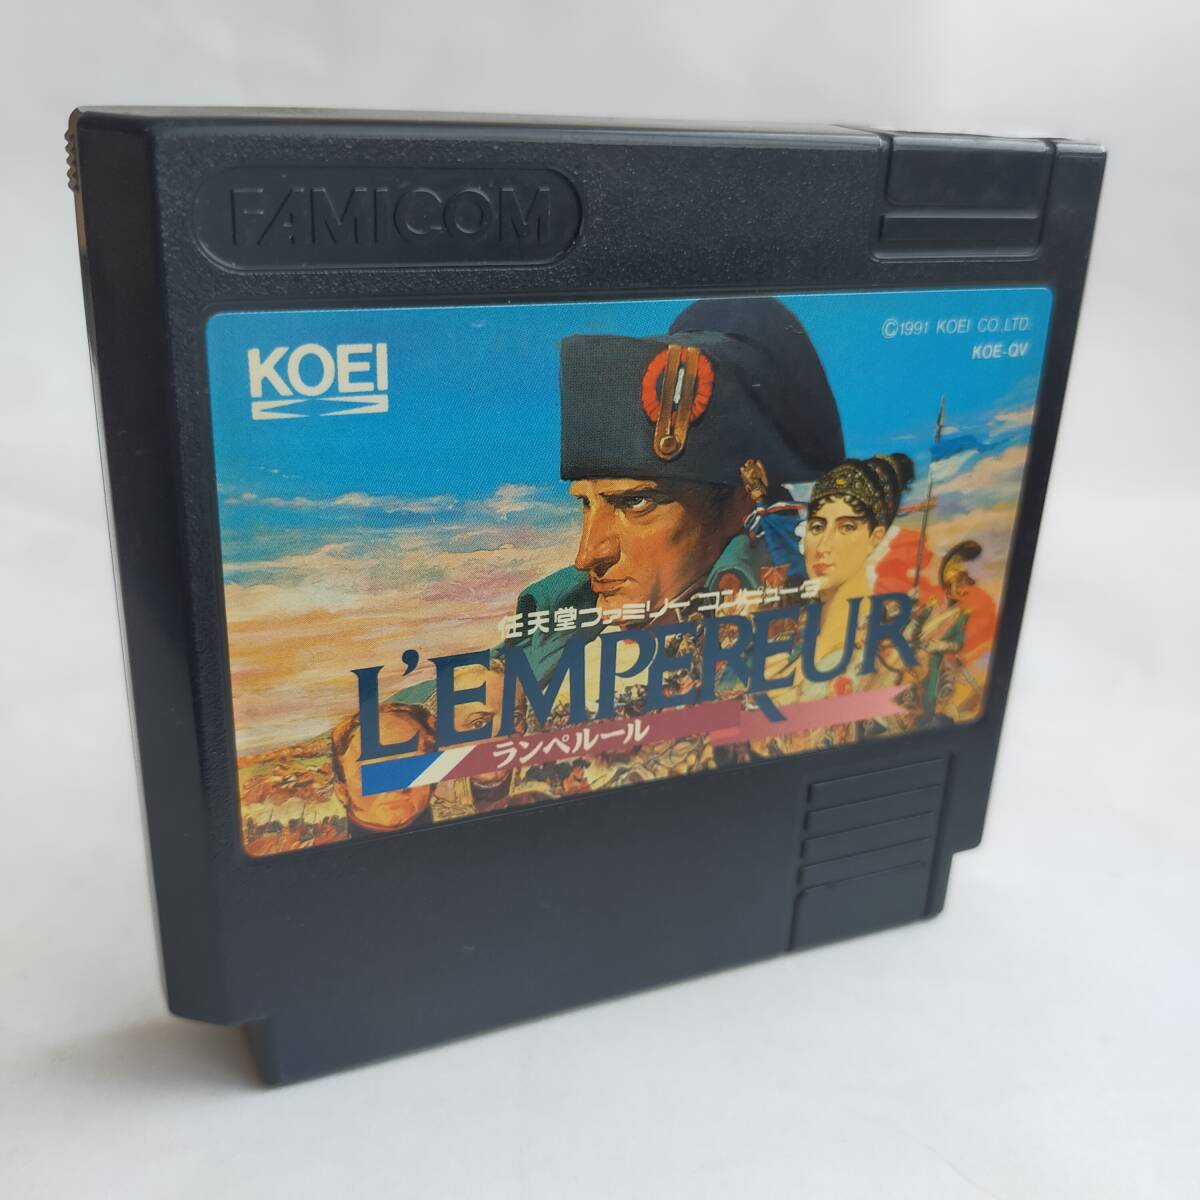 FAMICOM
KOEI
©1991 KOEI CO.,LTD.
KOE-QV
任天堂ファミリーコンピュータ
L'EMPEREUR
ランペルール